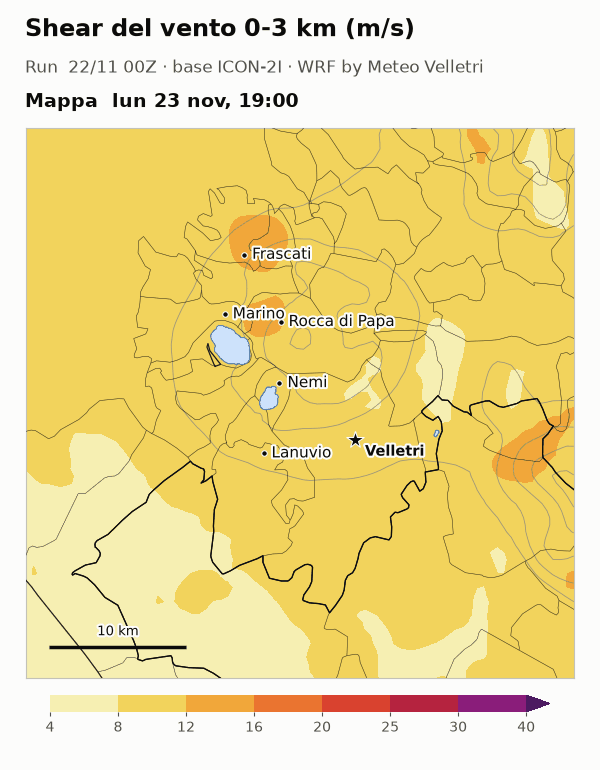 Shear del vento 0-3 km (m/s)
Run  22/11 00Z · base ICON-2I · WRF by Meteo Velletri
Mappa  lun 23 nov, 19:00
Frascati
Marino
Rocca di Papa
Nemi
Velletri
Lanuvio
10 km
4 8 12 16 20 25 30 40